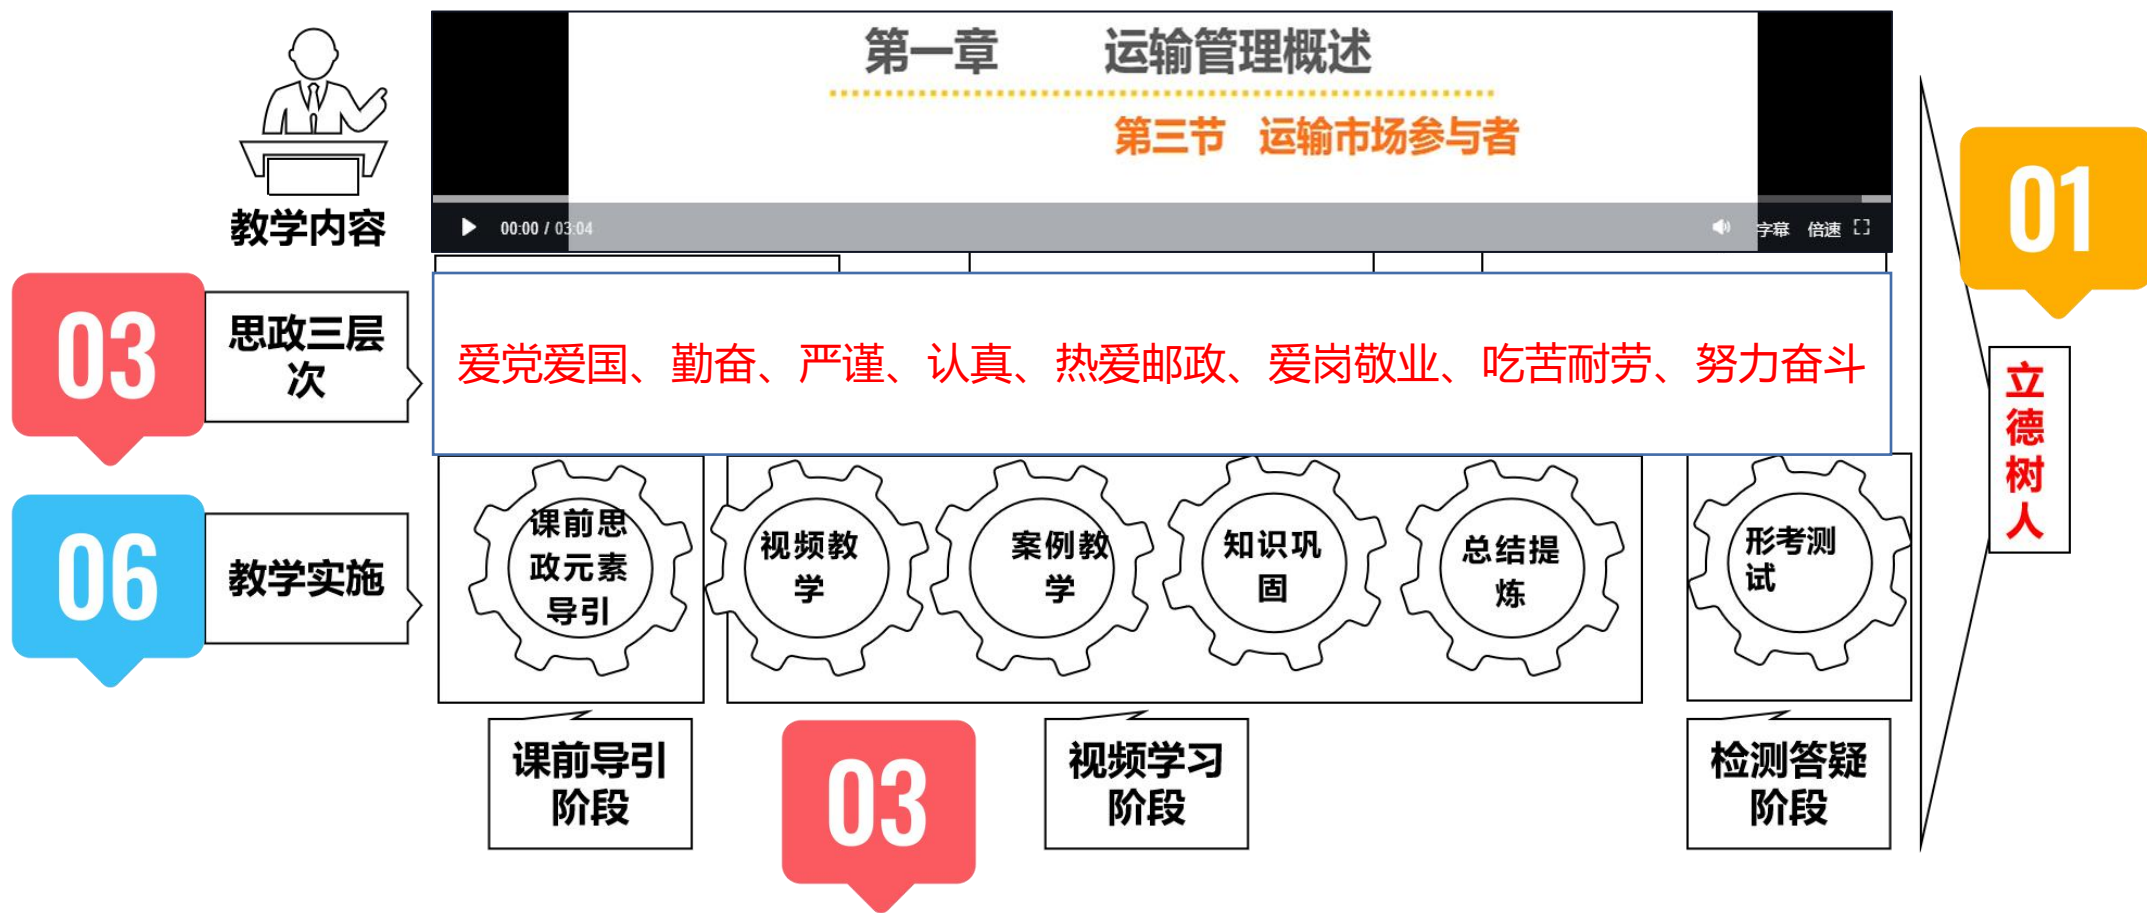 第一章 运输管理概述
第三节 运输市场参与者
00:00 / 03:04
字幕 倍速
教学内容
01
03
思政三层
次
爱党爱国、勤奋、严谨、认真、热爱邮政、爱岗敬业、吃苦耐劳、努力奋斗
立
德
树
人
06
教学实施
课前思
政元素
导引
视频教
学
案例教
学
知识巩
固
总结提
炼
形考测
试
课前导引
阶段
03
视频学习
阶段
检测答疑
阶段